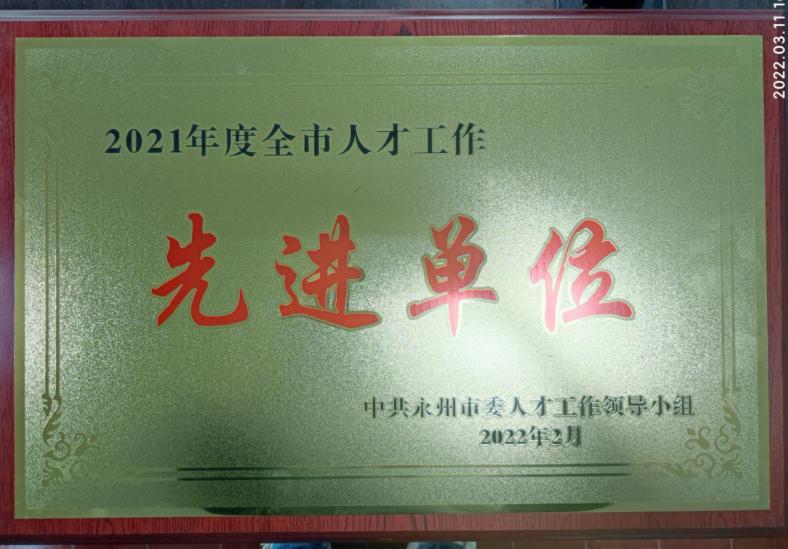 2021年度全市人才工作
先进单位
中共永州市委人才工作领导小组
2022年2月
2022.03.11